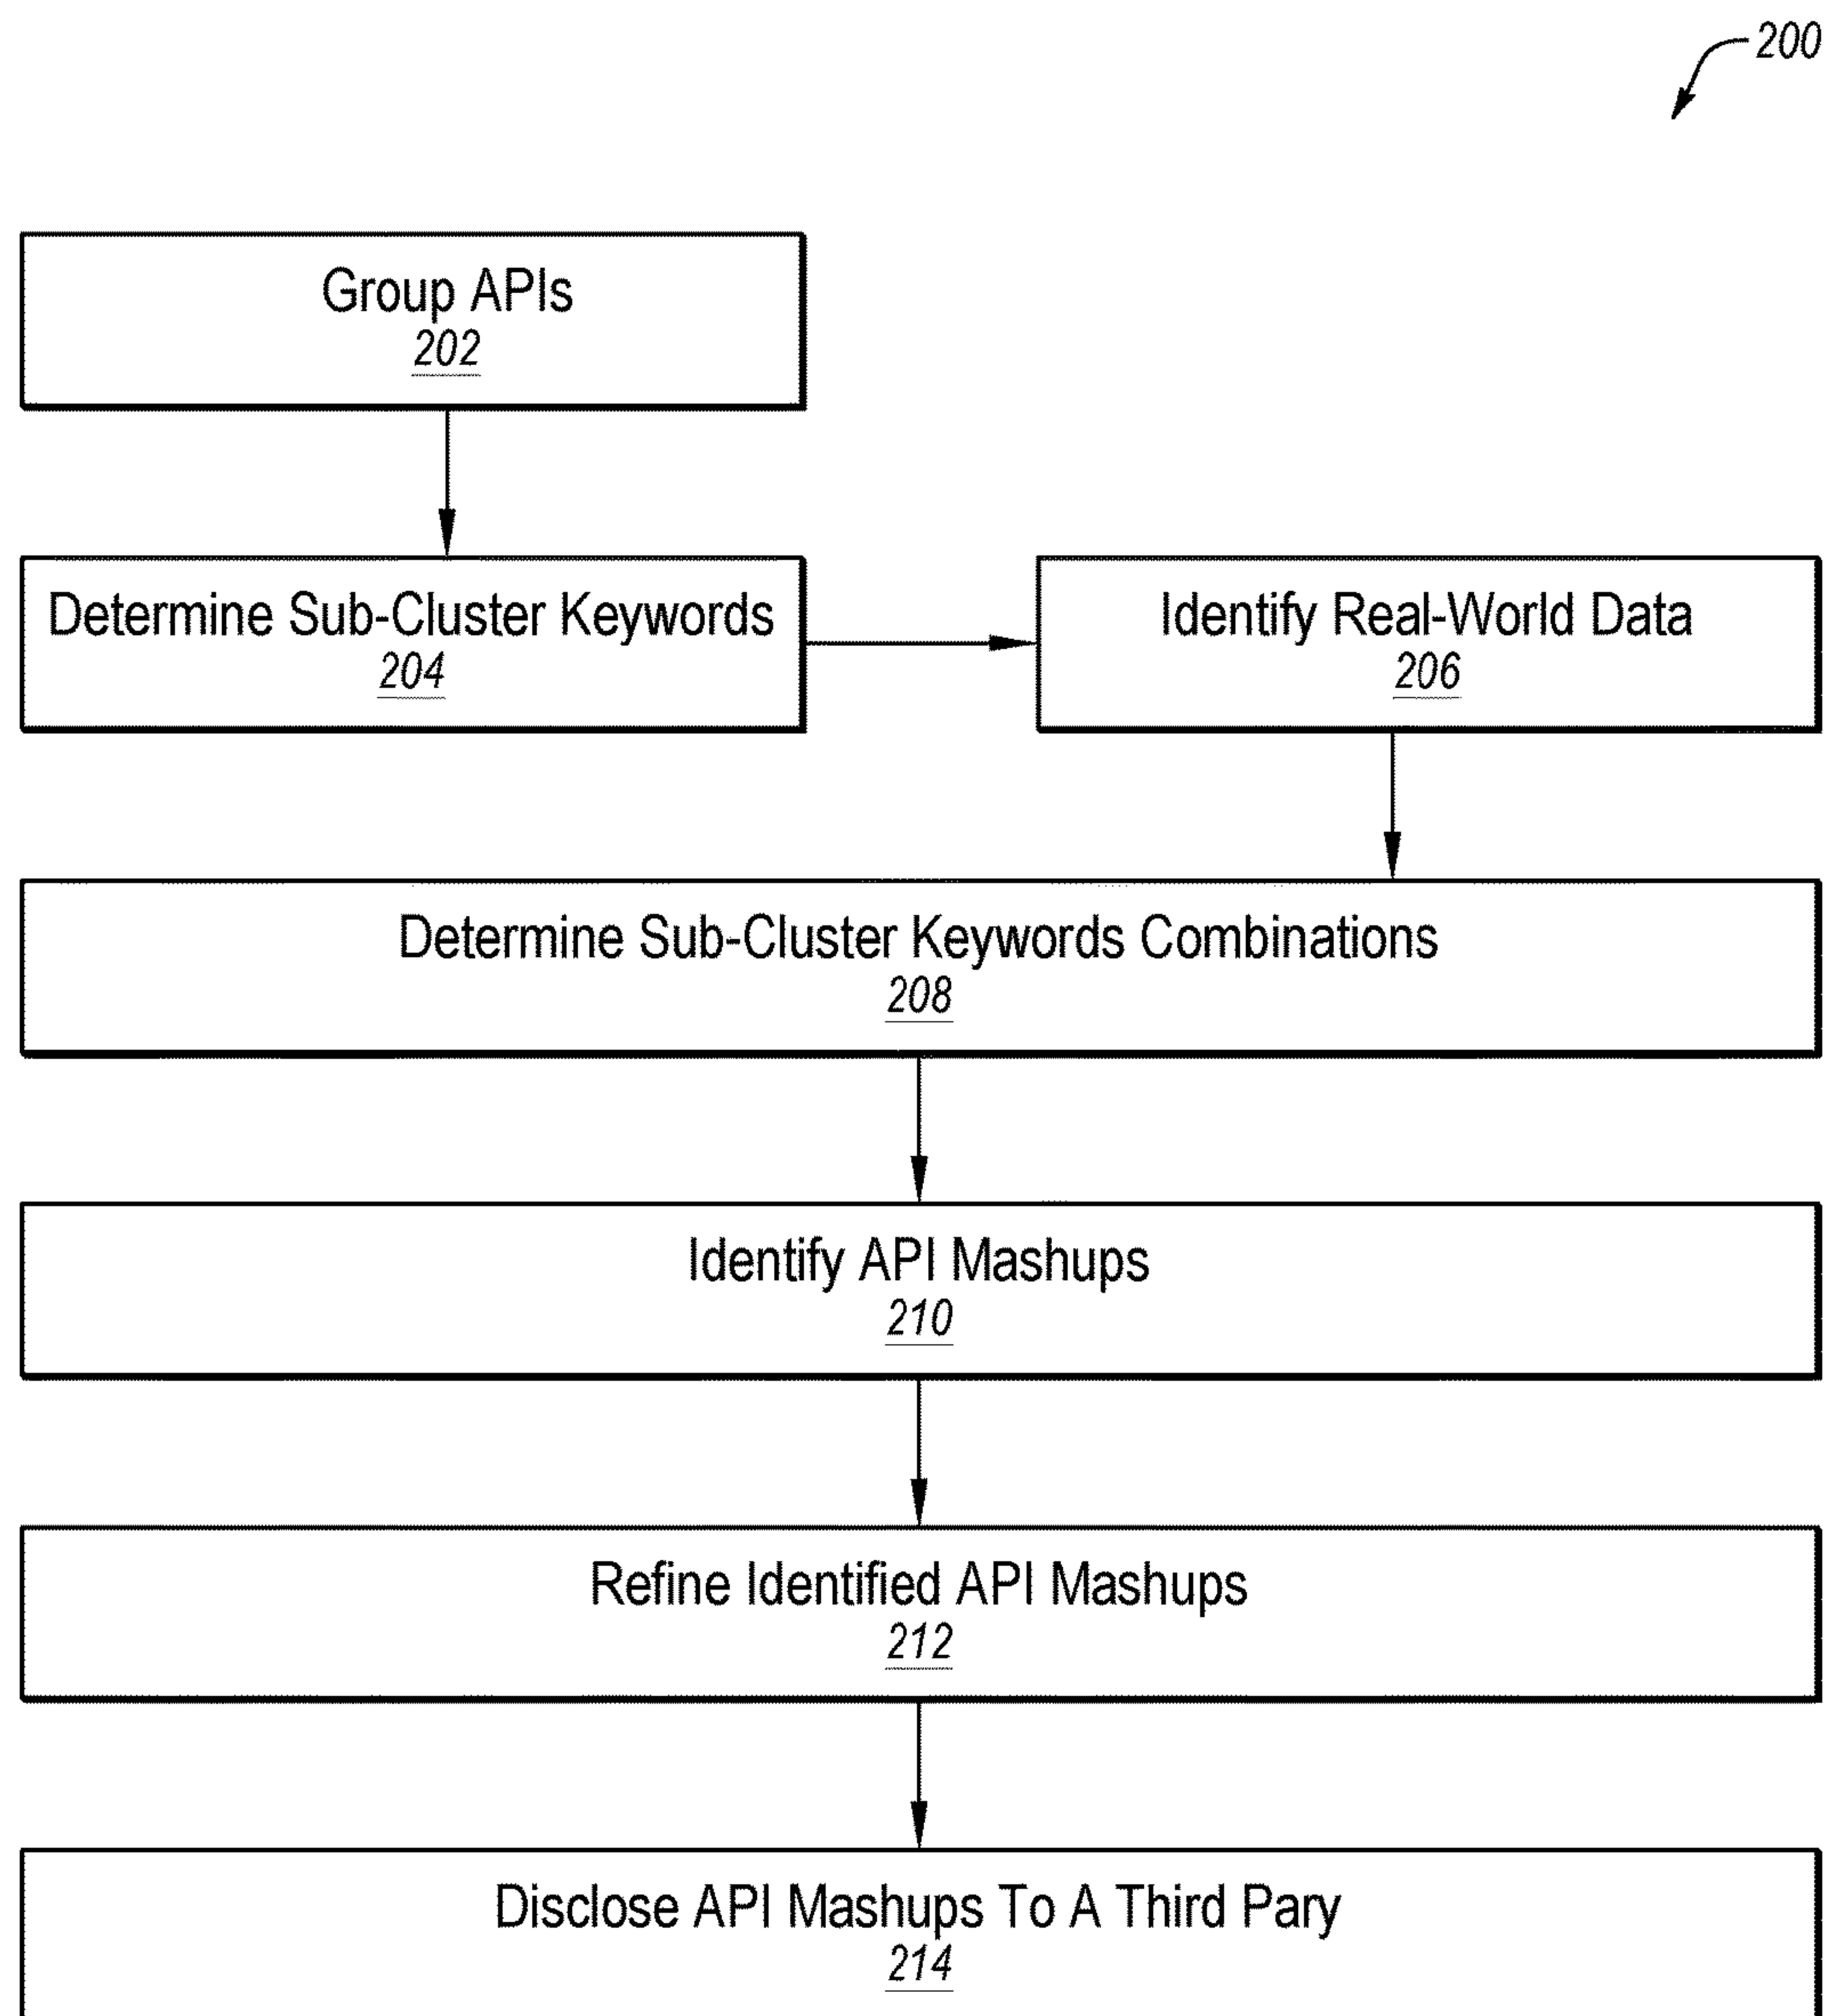 200
Group APIs
202
Determine Sub-Cluster Keywords
204
Identify Real-World Data
206
Determine Sub-Cluster Keywords Combinations
208
Identify API Mashups
210
Refine Identified API Mashups
212
Disclose API Mashups To A Third Pary
214